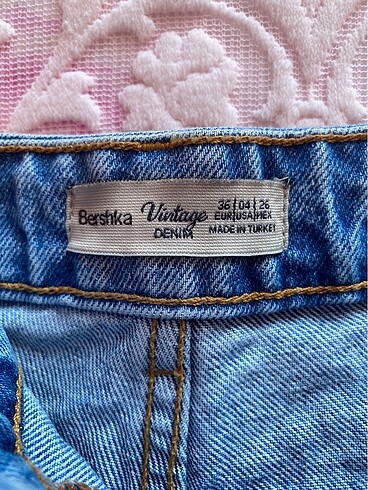 Bershka Vintage DENIM
36|04|26
EUR|USA|MEX
MADE IN TURKEY